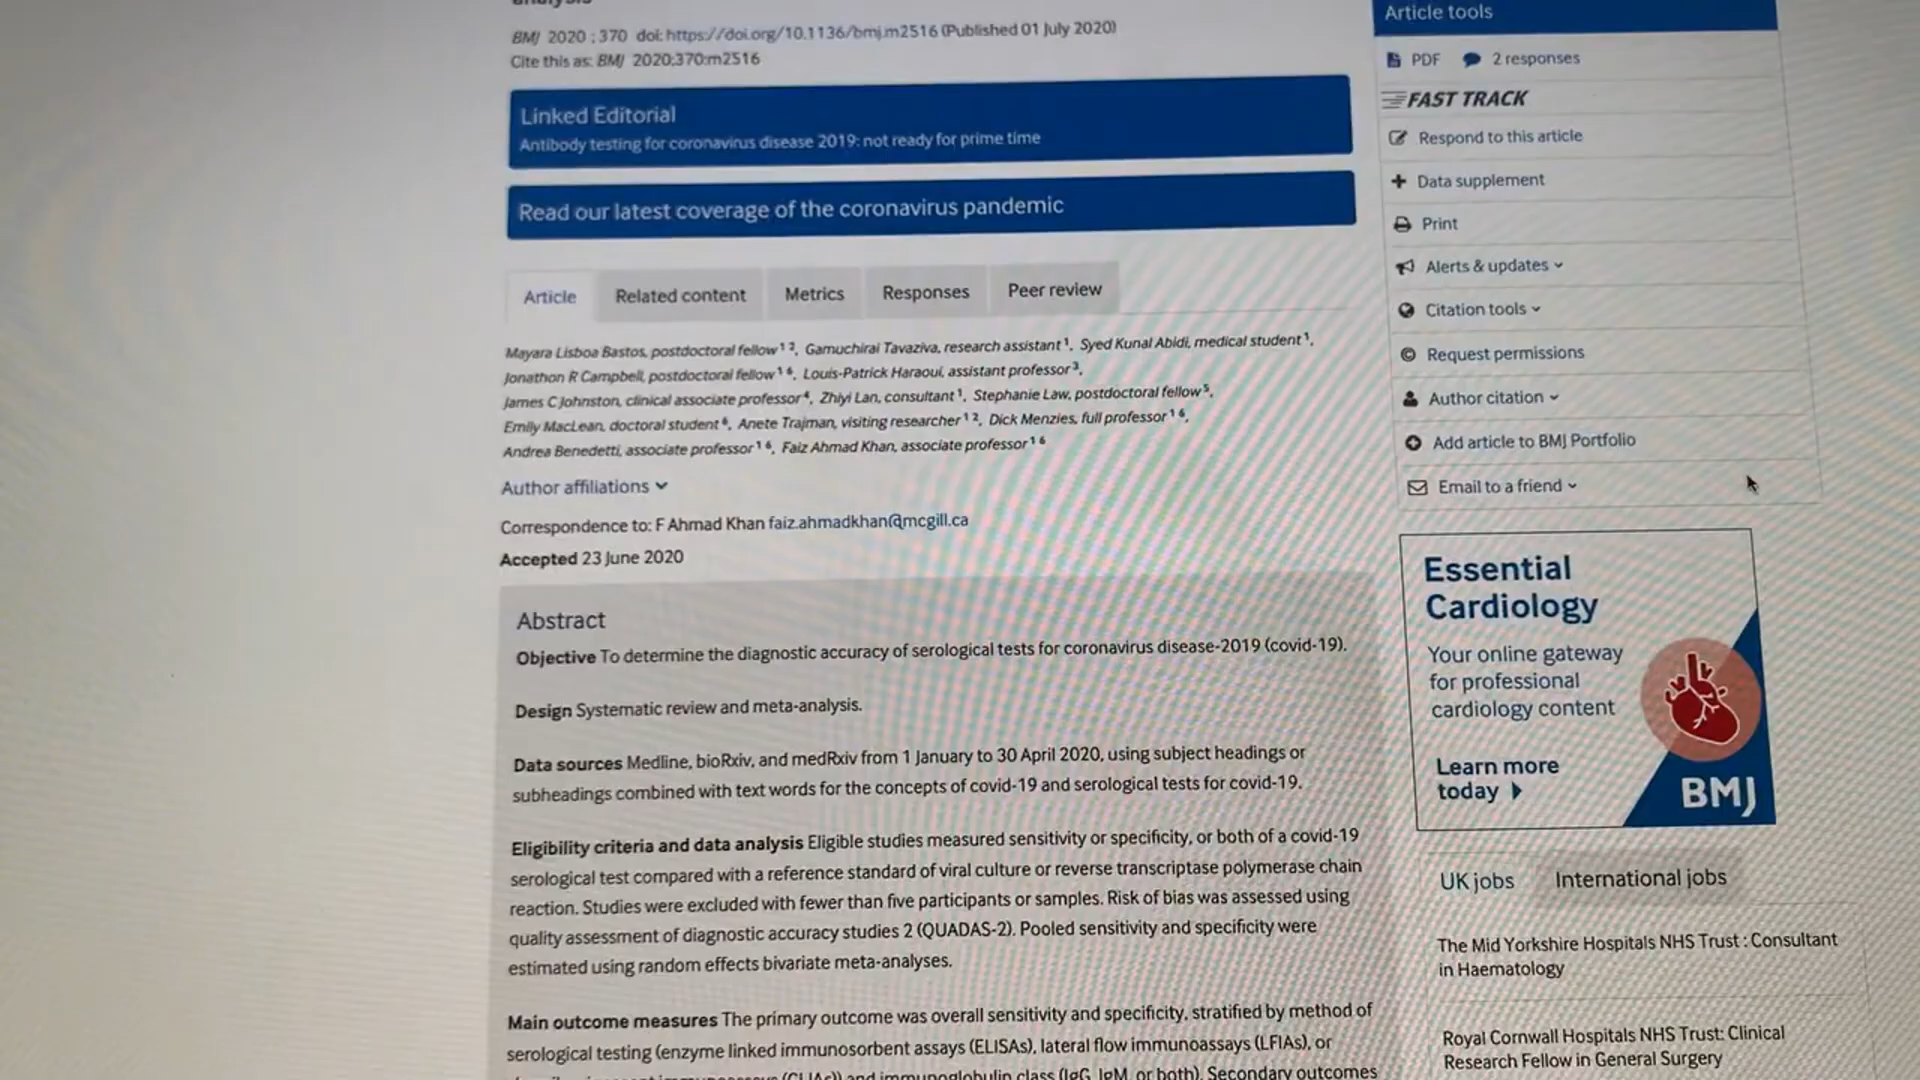 analysis
BMJ 2020 ; 370 doi: https://doi.org/10.1136/bmj.m2516 (Published 01 July 2020)
Cite this as: BMJ 2020;370:m2516
Linked Editorial
Antibody testing for coronavirus disease 2019: not ready for prime time
Read our latest coverage of the coronavirus pandemic
Article Related content Metrics Responses Peer review
Mayara Lisboa Bastos, postdoctoral fellow 1 2, Gamuchirai Tavaziva, research assistant 1, Syed Kunal Abidi, medical student 1,
Jonathon R Campbell, postdoctoral fellow 1 6, Louis-Patrick Haraoui, assistant professor 3,
James C Johnston, clinical associate professor 4, Zhiyi Lan, consultant 1, Stephanie Law, postdoctoral fellow 5,
Emily MacLean, doctoral student 6, Anete Trajman, visiting researcher 1 2, Dick Menzies, full professor 1 6,
Andrea Benedetti, associate professor 1 6, Faiz Ahmad Khan, associate professor 1 6
Author affiliations
Correspondence to: F Ahmad Khan faiz.ahmadkhan@mcgill.ca
Accepted 23 June 2020
Abstract
Objective To determine the diagnostic accuracy of serological tests for coronavirus disease-2019 (covid-19).
Design Systematic review and meta-analysis.
Data sources Medline, bioRxiv, and medRxiv from 1 January to 30 April 2020, using subject headings or
subheadings combined with text words for the concepts of covid-19 and serological tests for covid-19.
Eligibility criteria and data analysis Eligible studies measured sensitivity or specificity, or both of a covid-19
serological test compared with a reference standard of viral culture or reverse transcriptase polymerase chain
reaction. Studies were excluded with fewer than five participants or samples. Risk of bias was assessed using
quality assessment of diagnostic accuracy studies 2 (QUADAS-2). Pooled sensitivity and specificity were
estimated using random effects bivariate meta-analyses.
Main outcome measures The primary outcome was overall sensitivity and specificity, stratified by method of
serological testing (enzyme linked immunosorbent assays (ELISAs), lateral flow immunoassays (LFIAs), or
(CLIAs)) and immunoglobulin class (IgG, IgM, or both). Secondary outcomes
Article tools
PDF 2 responses
FAST TRACK
Respond to this article
Data supplement
Print
Alerts & updates
Citation tools
Request permissions
Author citation
Add article to BMJ Portfolio
Email to a friend
Essential
Cardiology
Your online gateway
for professional
cardiology content
Learn more
today
BMJ
UK jobs International jobs
The Mid Yorkshire Hospitals NHS Trust : Consultant
in Haematology
Royal Cornwall Hospitals NHS Trust: Clinical
Research Fellow in General Surgery